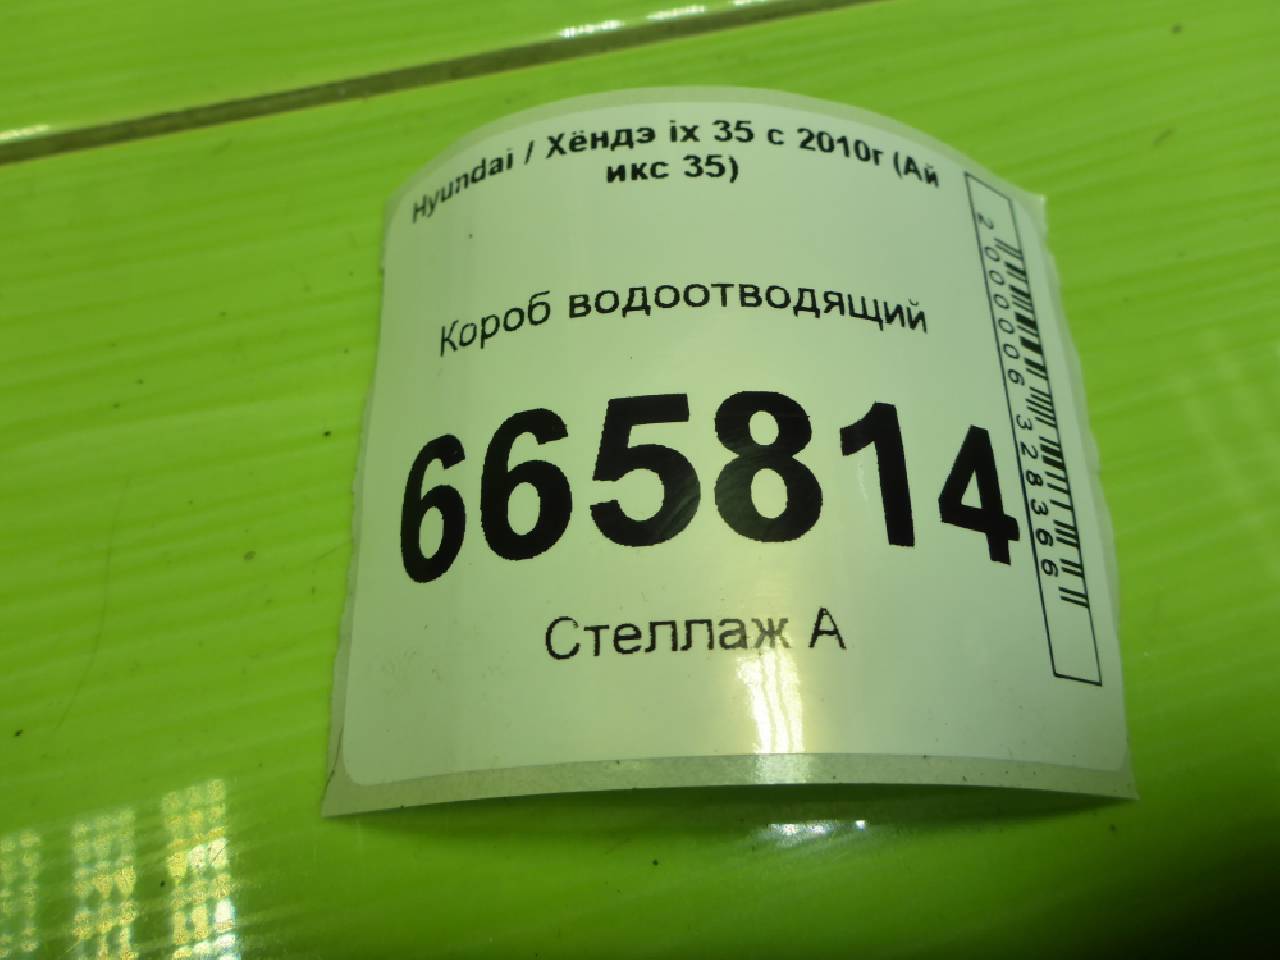 Hyundai / Хёндэ ix 35 с 2010г (Ай
икс 35)
Короб водоотводящий
665814
Стеллаж А
2000006328366